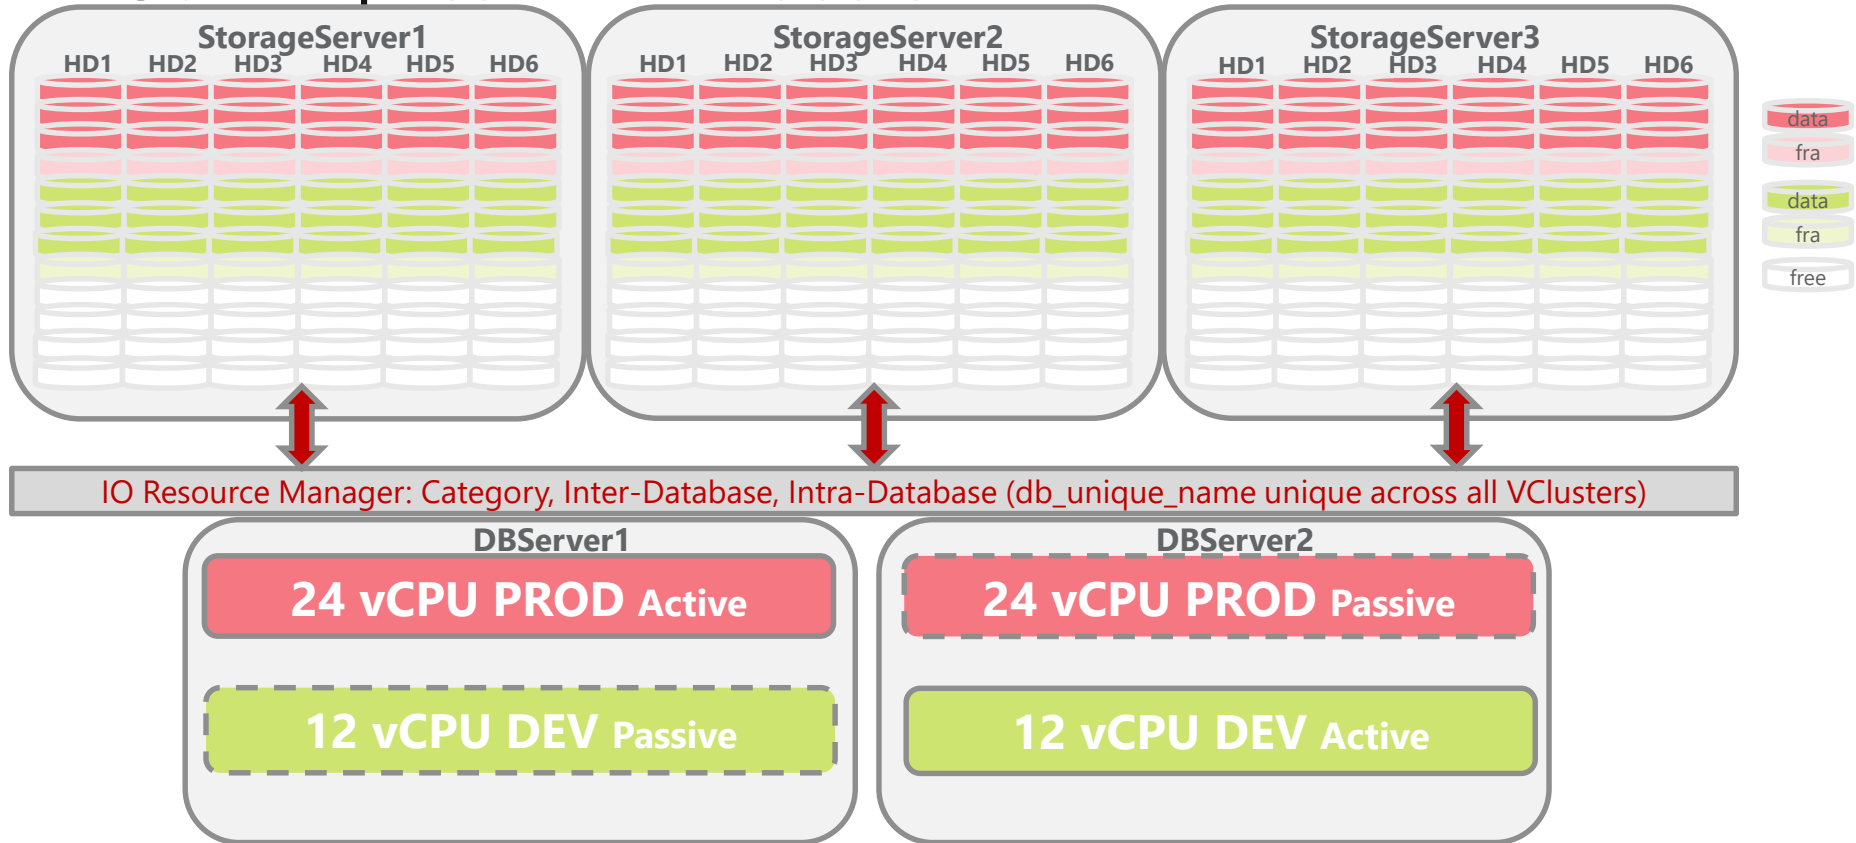 StorageServer1
HD1 HD2 HD3 HD4 HD5 HD6
StorageServer2
HD1 HD2 HD3 HD4 HD5 HD6
StorageServer3
HD1 HD2 HD3 HD4 HD5 HD6
data
fra
data
fra
free
IO Resource Manager: Category, Inter-Database, Intra-Database (db_unique_name unique across all VClusters)
DBServer1
24 vCPU PROD Active
12 vCPU DEV Passive
DBServer2
24 vCPU PROD Passive
12 vCPU DEV Active